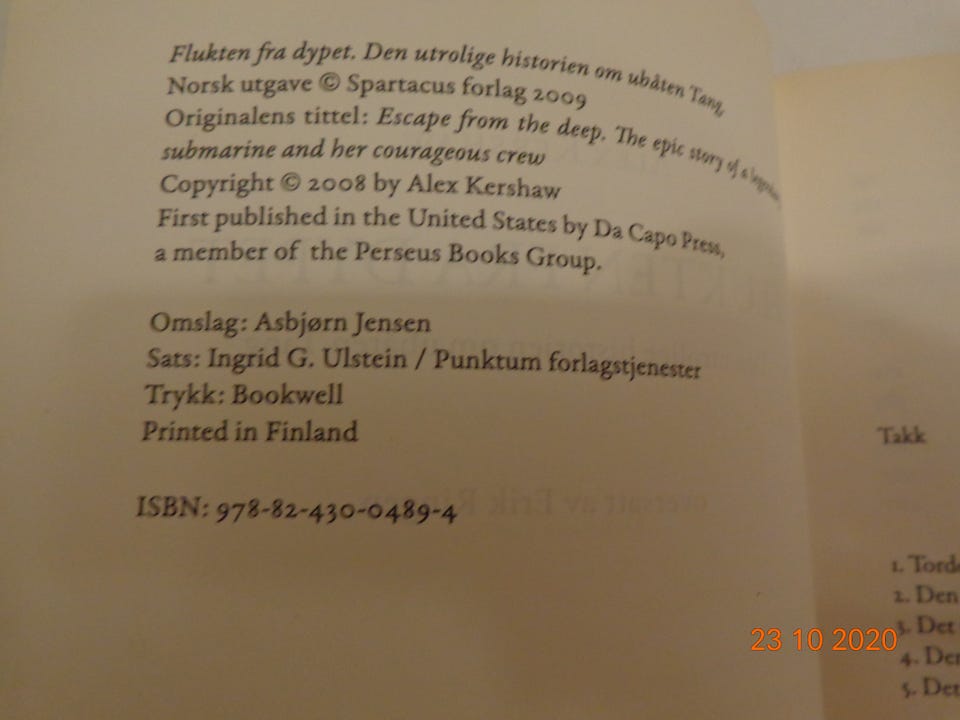 Flukten fra dypet. Den utrolige historien om ubåten Tang,
Norsk utgave © Spartacus forlag 2009
Originalens tittel: Escape from the deep. The epic story of a
submarine and her courageous crew
Copyright © 2008 by Alex Kershaw
First published in the United States by Da Capo Press,
a member of the Perseus Books Group.
Omslag: Asbjørn Jensen
Sats: Ingrid G. Ulstein / Punktum forlagstjenester
Trykk: Bookwell
Printed in Finland
ISBN: 978-82-430-0489-4
Takk
1. Tord
2. Den
3. Det
4. Der
5. Det
23 10 2020